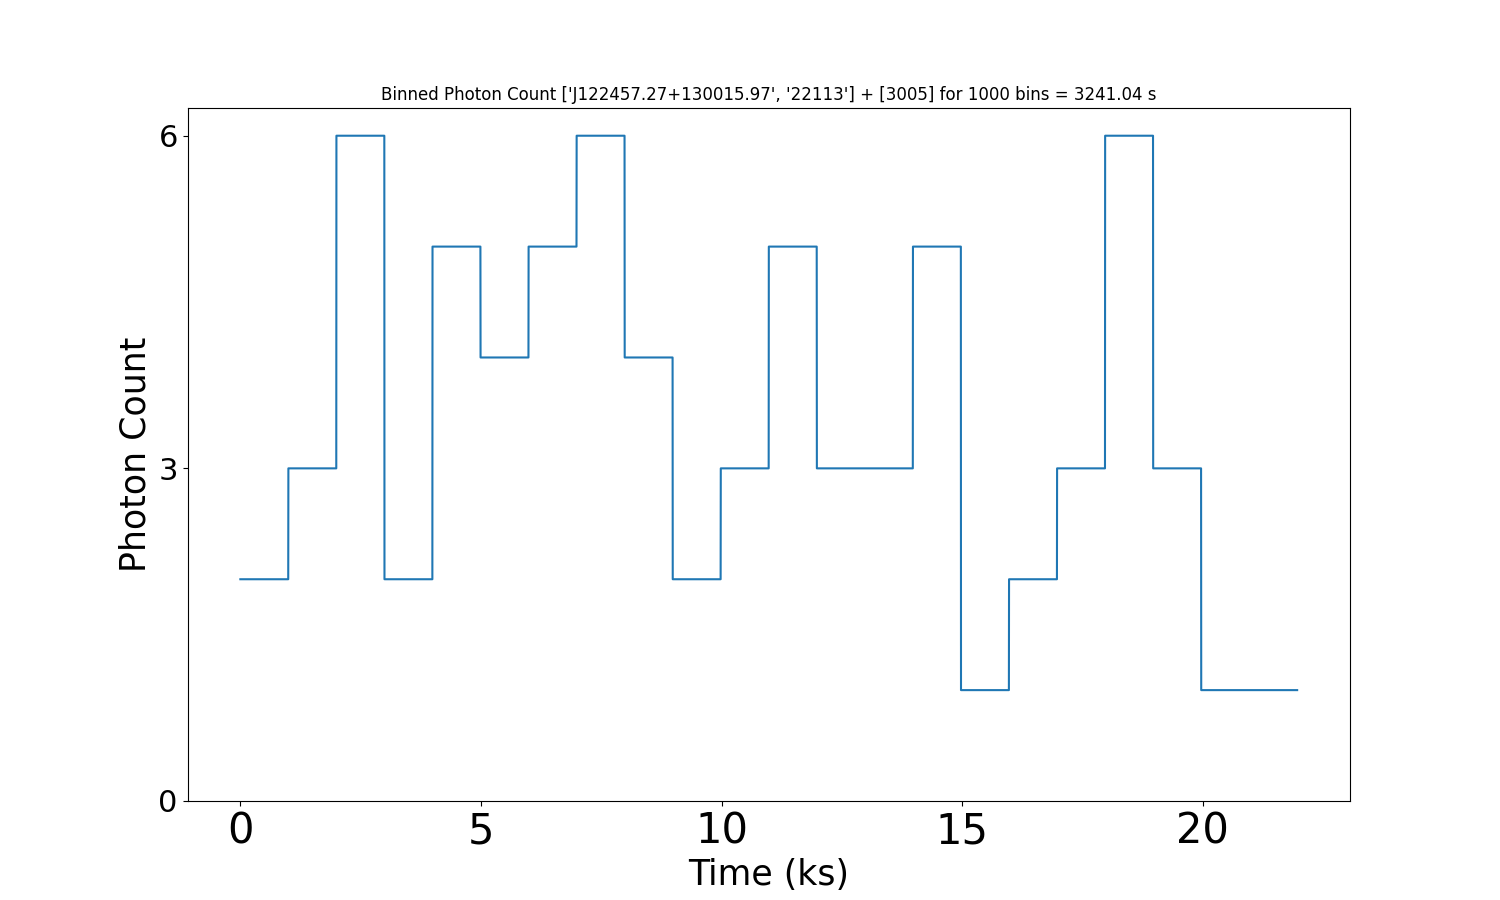 Binned Photon Count ['J122457.27+130015.97', '22113'] + [3005] for 1000 bins = 3241.04 s
6
3
0
Photon Count
0 5 10 15 20
Time (ks)